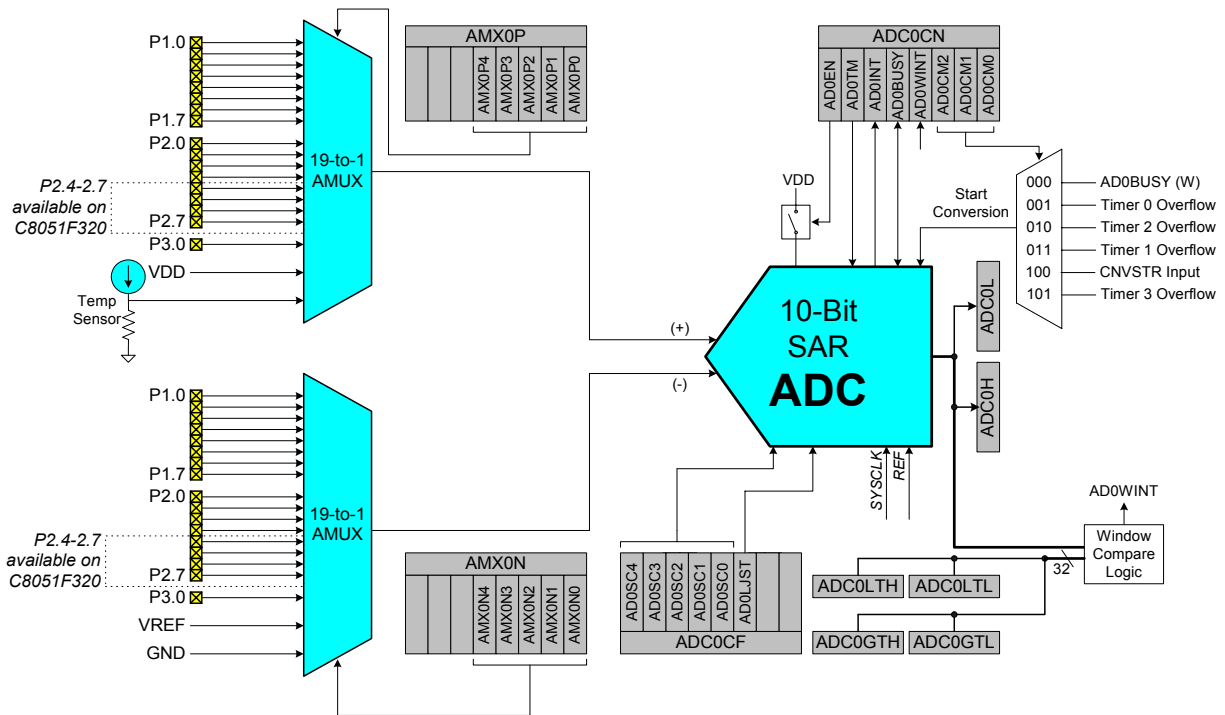 P1.0
P1.7
P2.0
P2.4-2.7
available on
C8051F320
P2.7
P3.0
VDD
Temp
Sensor
19-to-1
AMUX
AMX0P
AMX0P4
AMX0P3
AMX0P2
AMX0P1
AMX0P0
ADC0CN
AD0EN
AD0TM
AD0INT
AD0BUSY
AD0WINT
AD0CM2
AD0CM1
AD0CM0
VDD
Start
Conversion
000
AD0BUSY (W)
001
Timer 0 Overflow
010
Timer 2 Overflow
011
Timer 1 Overflow
100
CNVSTR Input
101
Timer 3 Overflow
(+)
(-)
10-Bit
SAR
ADC
ADC0L
ADC0H
SYSCLK
REF
P1.0
P1.7
P2.0
P2.4-2.7
available on
C8051F320
P2.7
P3.0
VREF
GND
19-to-1
AMUX
AMX0N
AMX0N4
AMX0N3
AMX0N2
AMX0N1
AMX0N0
AD0SC4
AD0SC3
AD0SC2
AD0SC1
AD0SC0
AD0LJST
ADC0CF
AD0WINT
Window
Compare
Logic
32
ADC0LTH
ADC0LTL
ADC0GTH
ADC0GTL